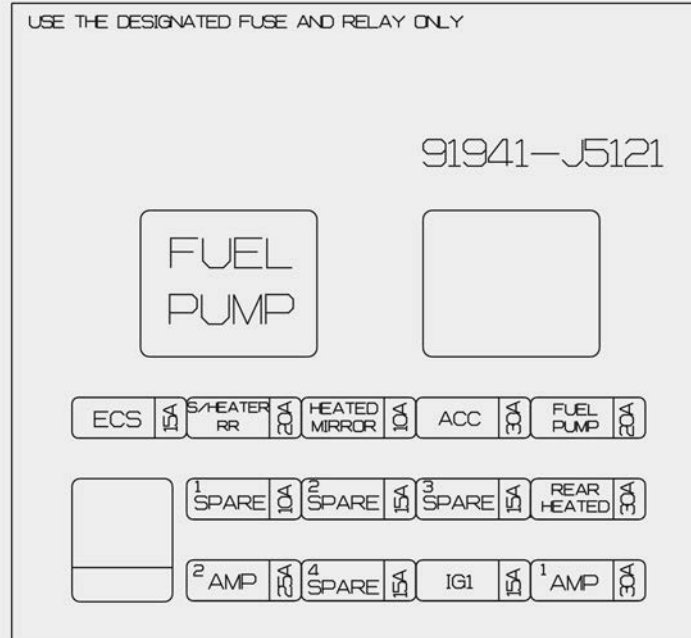 USE THE DESIGNATED FUSE AND RELAY ONLY
91941-J5121
FUEL
PUMP
ECS 15A S/HEATER RR 20A HEATED MIRROR 10A ACC 30A FUEL PUMP 20A
1 SPARE 10A 2 SPARE 15A 3 SPARE 15A REAR HEATED 30A
2 AMP 25A 4 SPARE 15A IG1 15A 1 AMP 30A